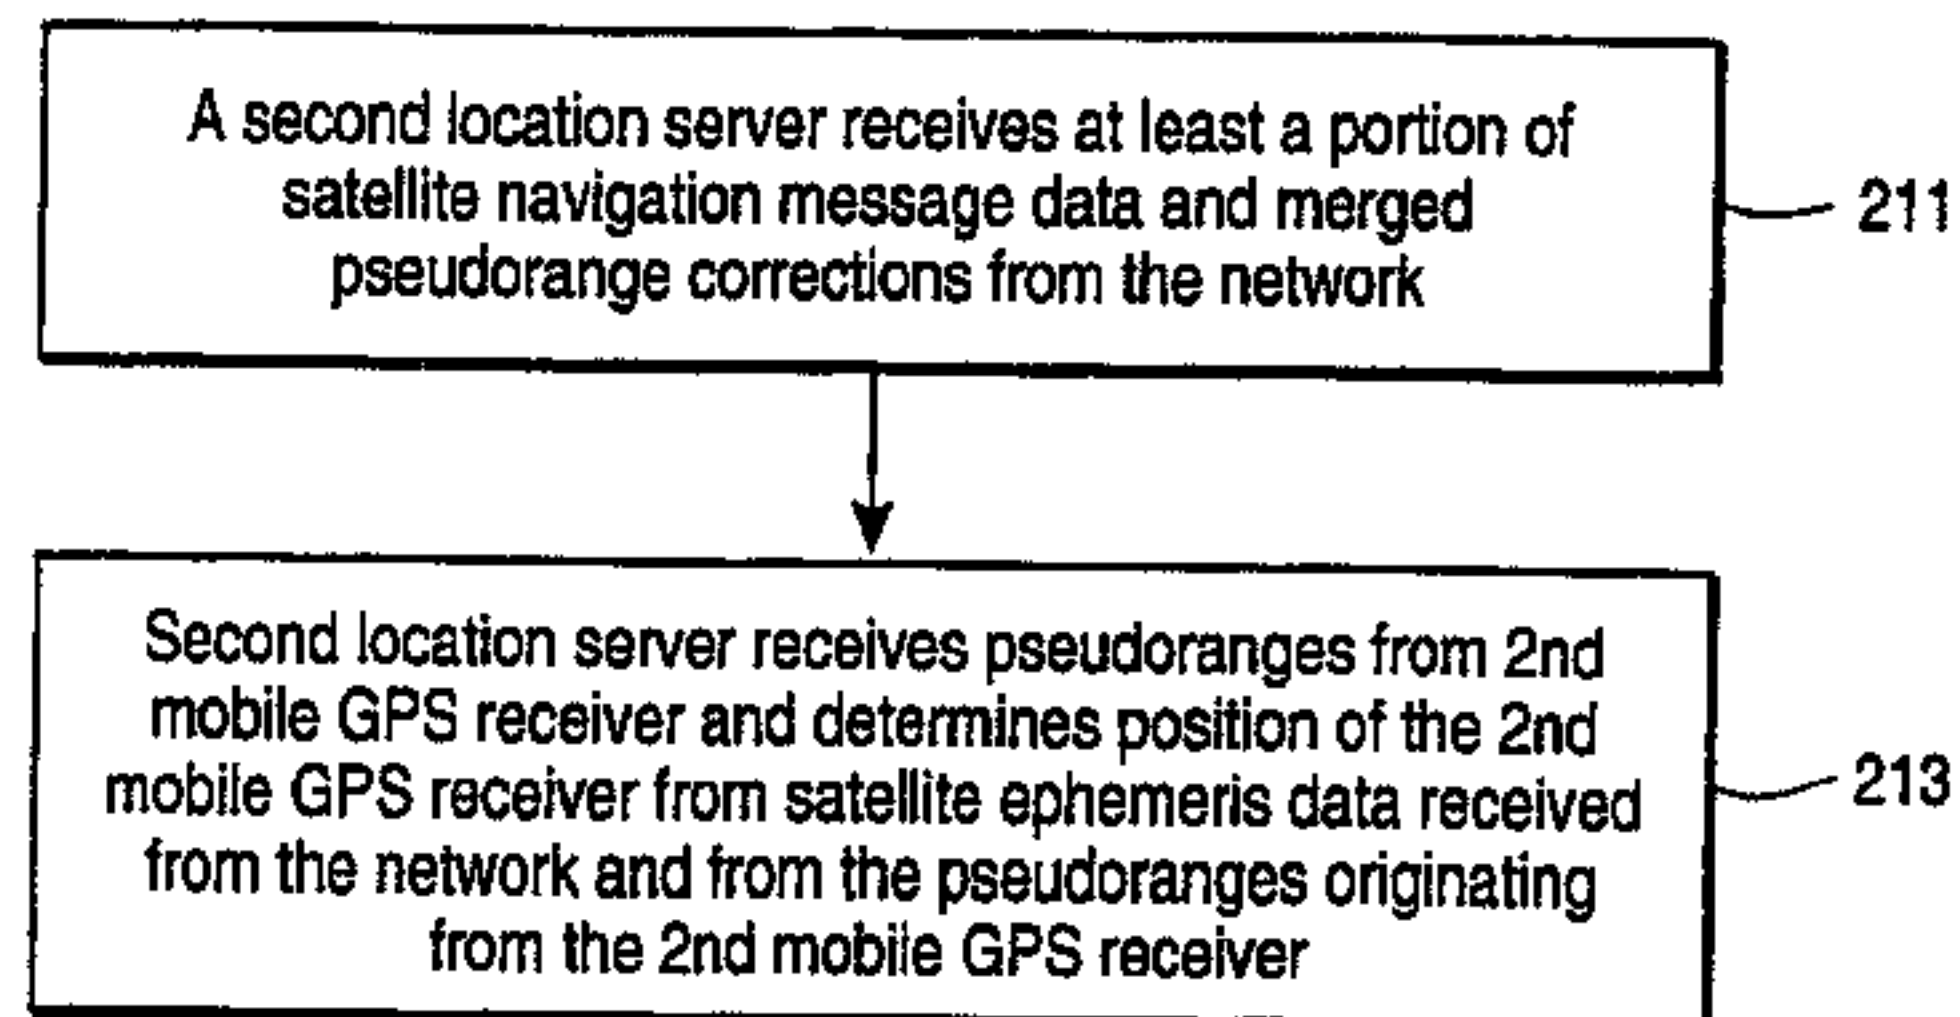 A second location server receives at least a portion of
satellite navigation message data and merged
pseudorange corrections from the network
211
Second location server receives pseudoranges from 2nd
mobile GPS receiver and determines position of the 2nd
mobile GPS receiver from satellite ephemeris data received
from the network and from the pseudoranges originating
from the 2nd mobile GPS receiver
213